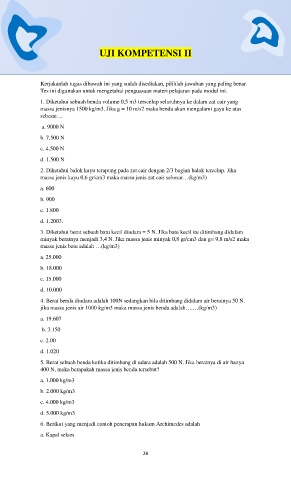 UJI KOMPETENSI II
Kerjakanlah tugas dibawah ini yang sudah disediakan, pilihlah jawaban yang paling benar.
Tes ini digunakan untuk mengetahui penguasaan materi pelajaran pada modul ini.
1. Diketahui sebuah benda volume 0,5 m3 tercelup seluruhnya ke dalam zat cair yang
massa jenisnya 1500 kg/m3. Jika g = 10 m/s2 maka benda akan mengalami gaya ke atas
sebesar…
a. 9000 N
b. 7.500 N
c. 4.500 N
d. 1.500 N
2. Diketahui balok kayu terapung pada zat cair dengan 2/3 bagian balok tercelup. Jika
massa jenis kayu 0,6 gr/cm3 maka massa jenis zat cair sebesar…(kg/m3)
a. 600
b. 900
c. 1.800
d. 1.2003.
3. Diketahui berat sebuah batu kecil diudara = 5 N. Jika batu kecil itu ditimbang didalam
minyak beratnya menjadi 3,4 N. Jika massa jenis minyak 0,8 gr/cm3 dan g= 9,8 m/s2 maka
massa jenis batu adalah …(kg/m3)
a. 25.000
b. 18.000
c. 15.000
d. 10.000
4. Berat benda diudara adalah 100N sedangkan bila ditimbang didalam air beratnya 50 N.
jika massa jenis air 1000 kg/m3 maka massa jenis benda adalah…….(kg/m3)
a. 19.607
b. 3.150
c. 2.00
d. 1.020
5. Berat sebuah benda ketika ditimbang di udara adalah 500 N. Jika beratnya di air hanya
400 N, maka berapakah massa jenis benda tersebut?
a. 1.000 kg/m3
b. 2.000 kg/m3
c. 4.000 kg/m3
d. 5.000 kg/m3
6. Berikut yang menjadi contoh penerapan hukum Archimedes adalah
a. Kapal selam
28